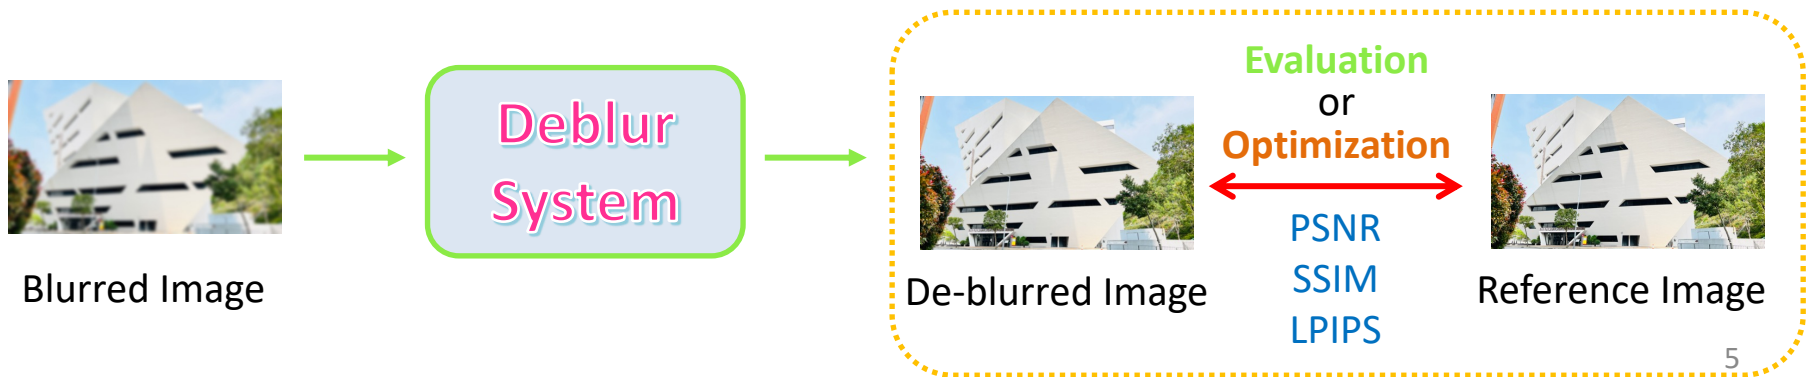 Blurred Image
Deblur
System
De-blurred Image
Evaluation
or
Optimization
PSNR
SSIM
LPIPS
Reference Image
5